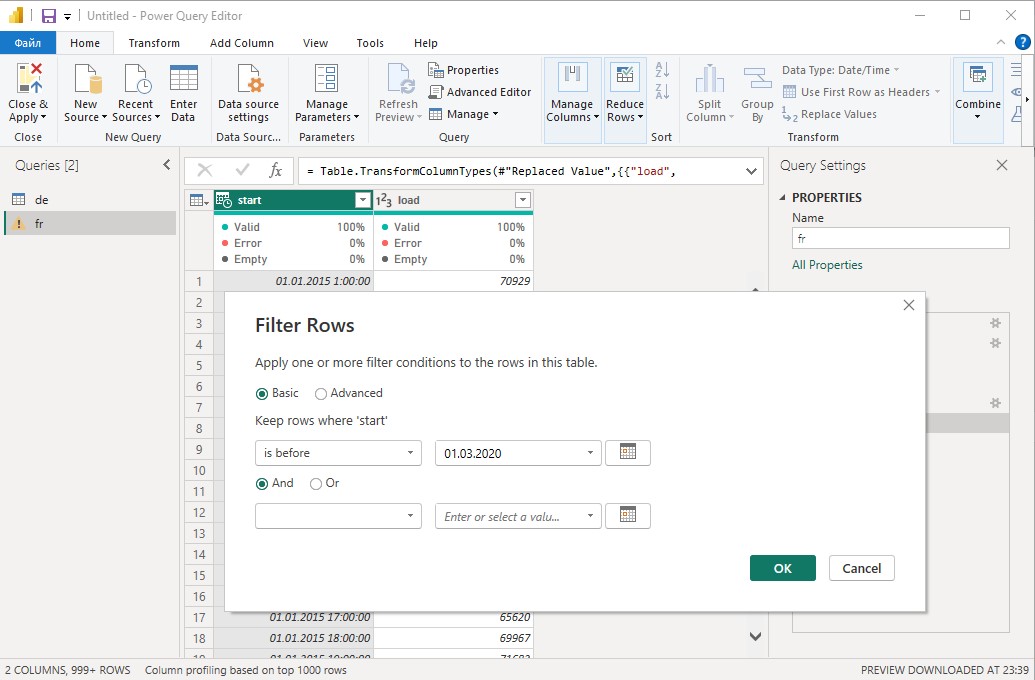 Untitled - Power Query Editor
Файл Home Transform Add Column View Tools Help
Close & Apply
New Source
Recent Sources
Enter Data
Data source settings
Manage Parameters
Refresh Preview
Properties
Advanced Editor
Manage
Manage Columns
Reduce Rows
Split Column
Group By
Data Type: Date/Time
Use First Row as Headers
Replace Values
Combine
Close New Query Data Sourc... Parameters Query Sort Transform
Queries [2]
de
fr
fx = Table.TransformColumnTypes(#"Replaced Value",{{"load",
start 1²3 load
Valid 100% Valid 100%
Error 0% Error 0%
Empty 0% Empty 0%
1 01.01.2015 1:00:00 70929
2
3
4
5
6
7
8
9
10
11
12
13
14
15
16
17 01.01.2015 17:00:00 65620
18 01.01.2015 18:00:00 69967
Filter Rows
Apply one or more filter conditions to the rows in this table.
Basic Advanced
Keep rows where 'start'
is before 01.03.2020
And Or
Enter or select a valu...
OK Cancel
Query Settings
PROPERTIES
Name
fr
All Properties
2 COLUMNS, 999+ ROWS Column profiling based on top 1000 rows PREVIEW DOWNLOADED AT 23:39